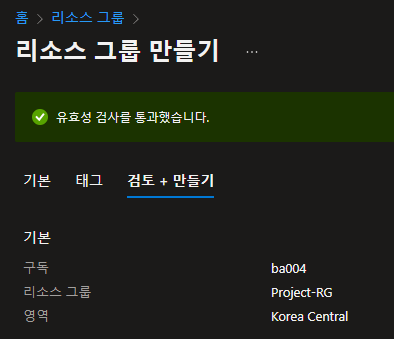 홈 > 리소스 그룹 >
리소스 그룹 만들기 ...
유효성 검사를 통과했습니다.
기본 태그 검토 + 만들기
기본
구독 ba004
리소스 그룹 Project-RG
영역 Korea Central